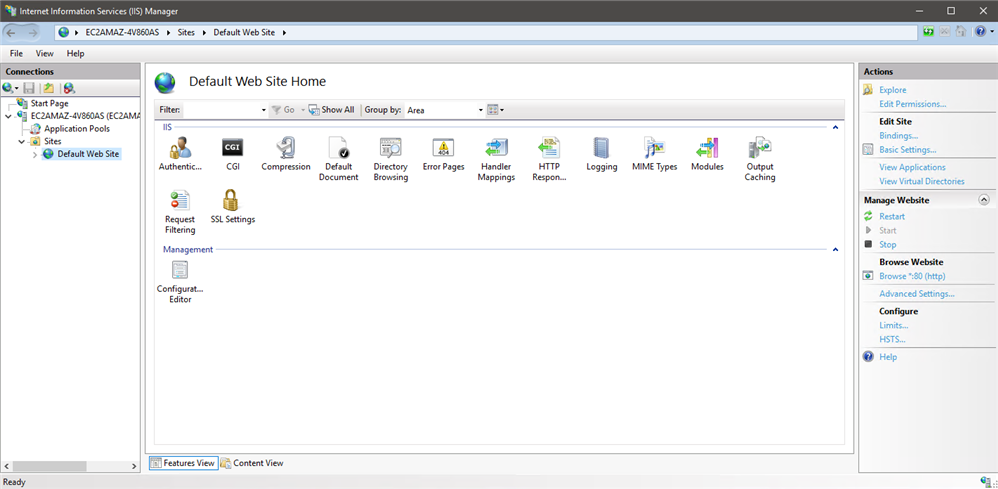 Internet Information Services (IIS) Manager
EC2AMAZ-4V860AS Sites Default Web Site
File View Help
Connections
Start Page
EC2AMAZ-4V860AS (EC2AMA
Application Pools
Sites
Default Web Site
Default Web Site Home
Filter: Go Show All Group by: Area
IIS
Authentic...
CGI
Compression
Default
Document
Directory
Browsing
Error Pages
404
Handler
Mappings
HTTP
Respon...
Logging
MIME Types
Modules
Output
Caching
Request
Filtering
SSL Settings
Management
Configurat...
Editor
Features View Content View
Actions
Explore
Edit Permissions...
Edit Site
Bindings...
Basic Settings...
View Applications
View Virtual Directories
Manage Website
Restart
Start
Stop
Browse Website
Browse *:80 (http)
Advanced Settings...
Configure
Limits...
HSTS...
Help
Ready